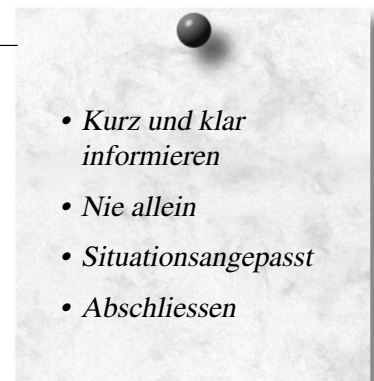 • Kurz und klar
informieren
• Nie allein
• Situationsangepasst
• Abschliessen